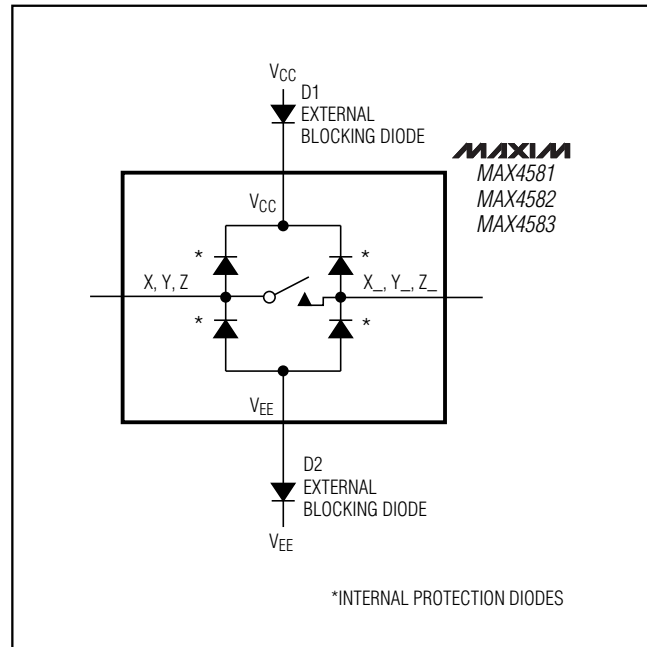 VCC
D1
EXTERNAL
BLOCKING DIODE
MAXIM
MAX4581
MAX4582
MAX4583
VCC
* *
X, Y, Z X_, Y_, Z_
* *
VEE
D2
EXTERNAL
BLOCKING DIODE
VEE
*INTERNAL PROTECTION DIODES